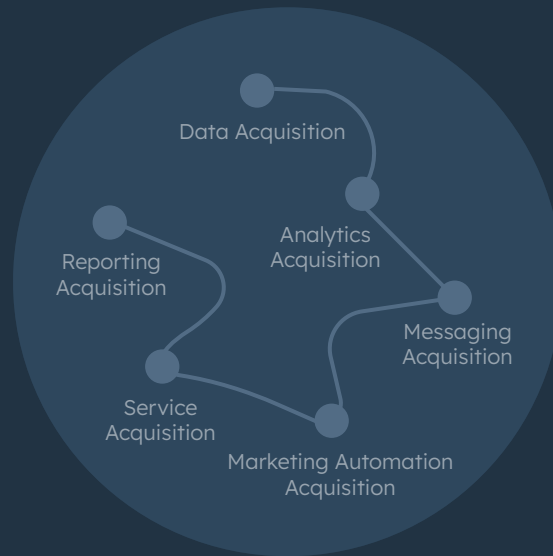 Data Acquisition
Analytics
Acquisition
Reporting
Acquisition
Messaging
Acquisition
Service
Acquisition
Marketing Automation
Acquisition